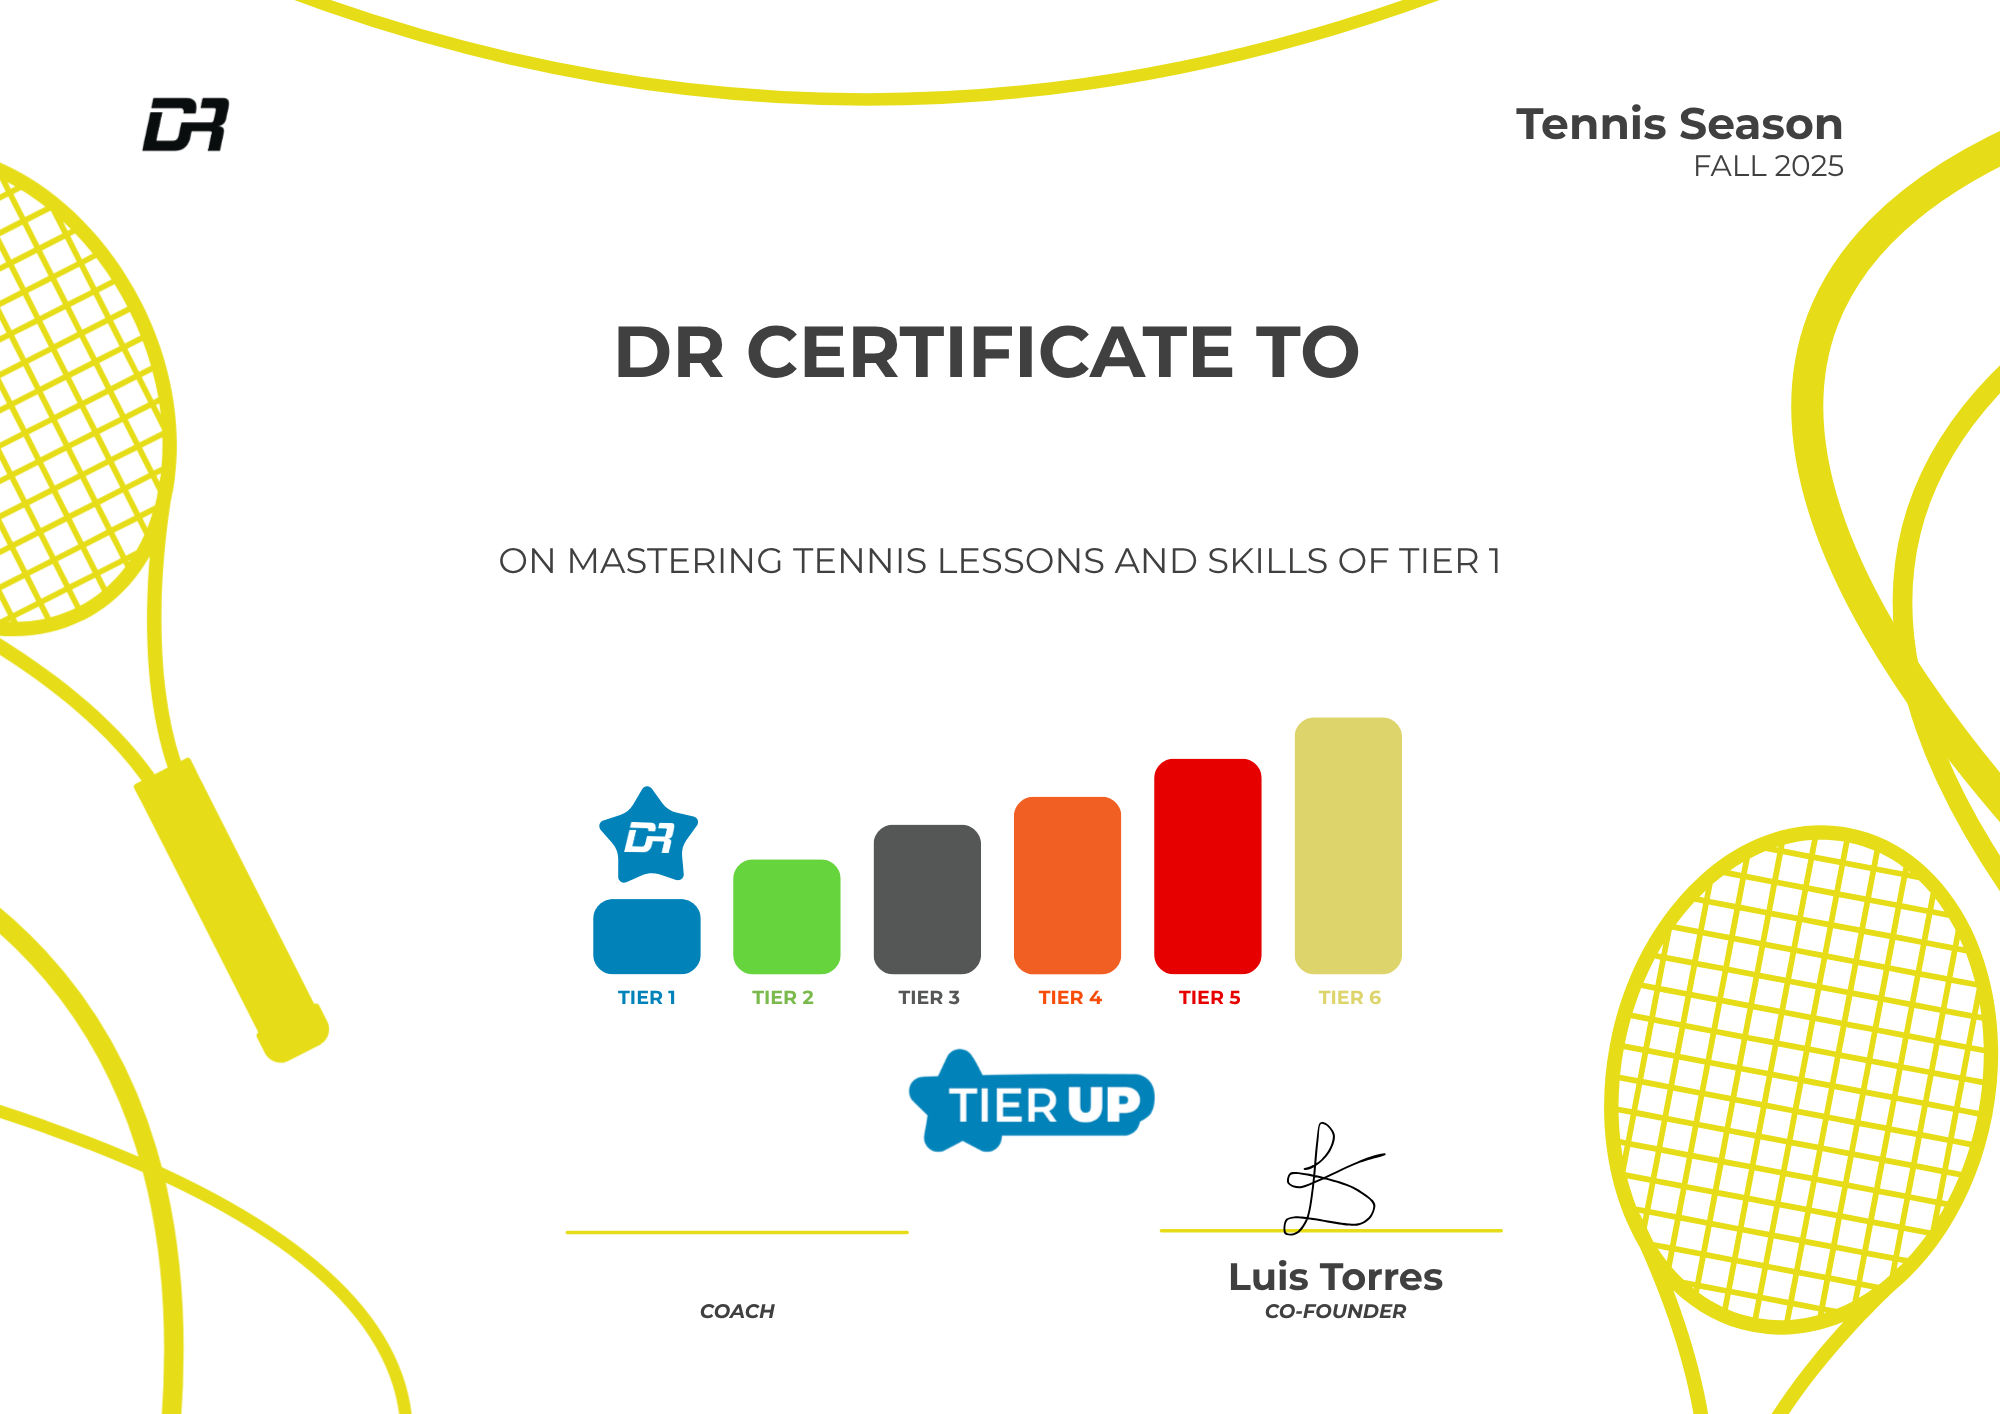 DR
Tennis Season
FALL 2025
DR CERTIFICATE TO
ON MASTERING TENNIS LESSONS AND SKILLS OF TIER 1
DR
TIER 1
TIER 2
TIER 3
TIER 4
TIER 5
TIER 6
TIER UP
COACH
Luis Torres
CO-FOUNDER